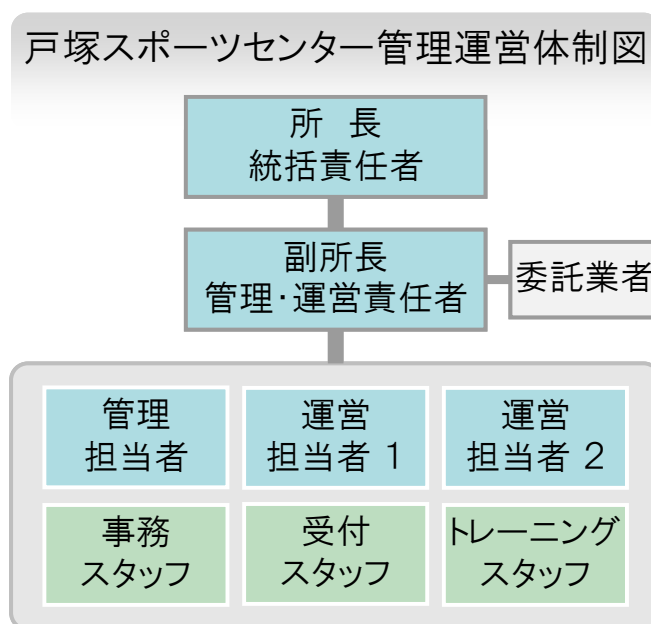 戸塚スポーツセンター管理運営体制図
所 長
統括責任者
副所長
管理・運営責任者
委託業者
管理
担当者
運営
担当者 1
運営
担当者 2
事務
スタッフ
受付
スタッフ
トレーニング
スタッフ